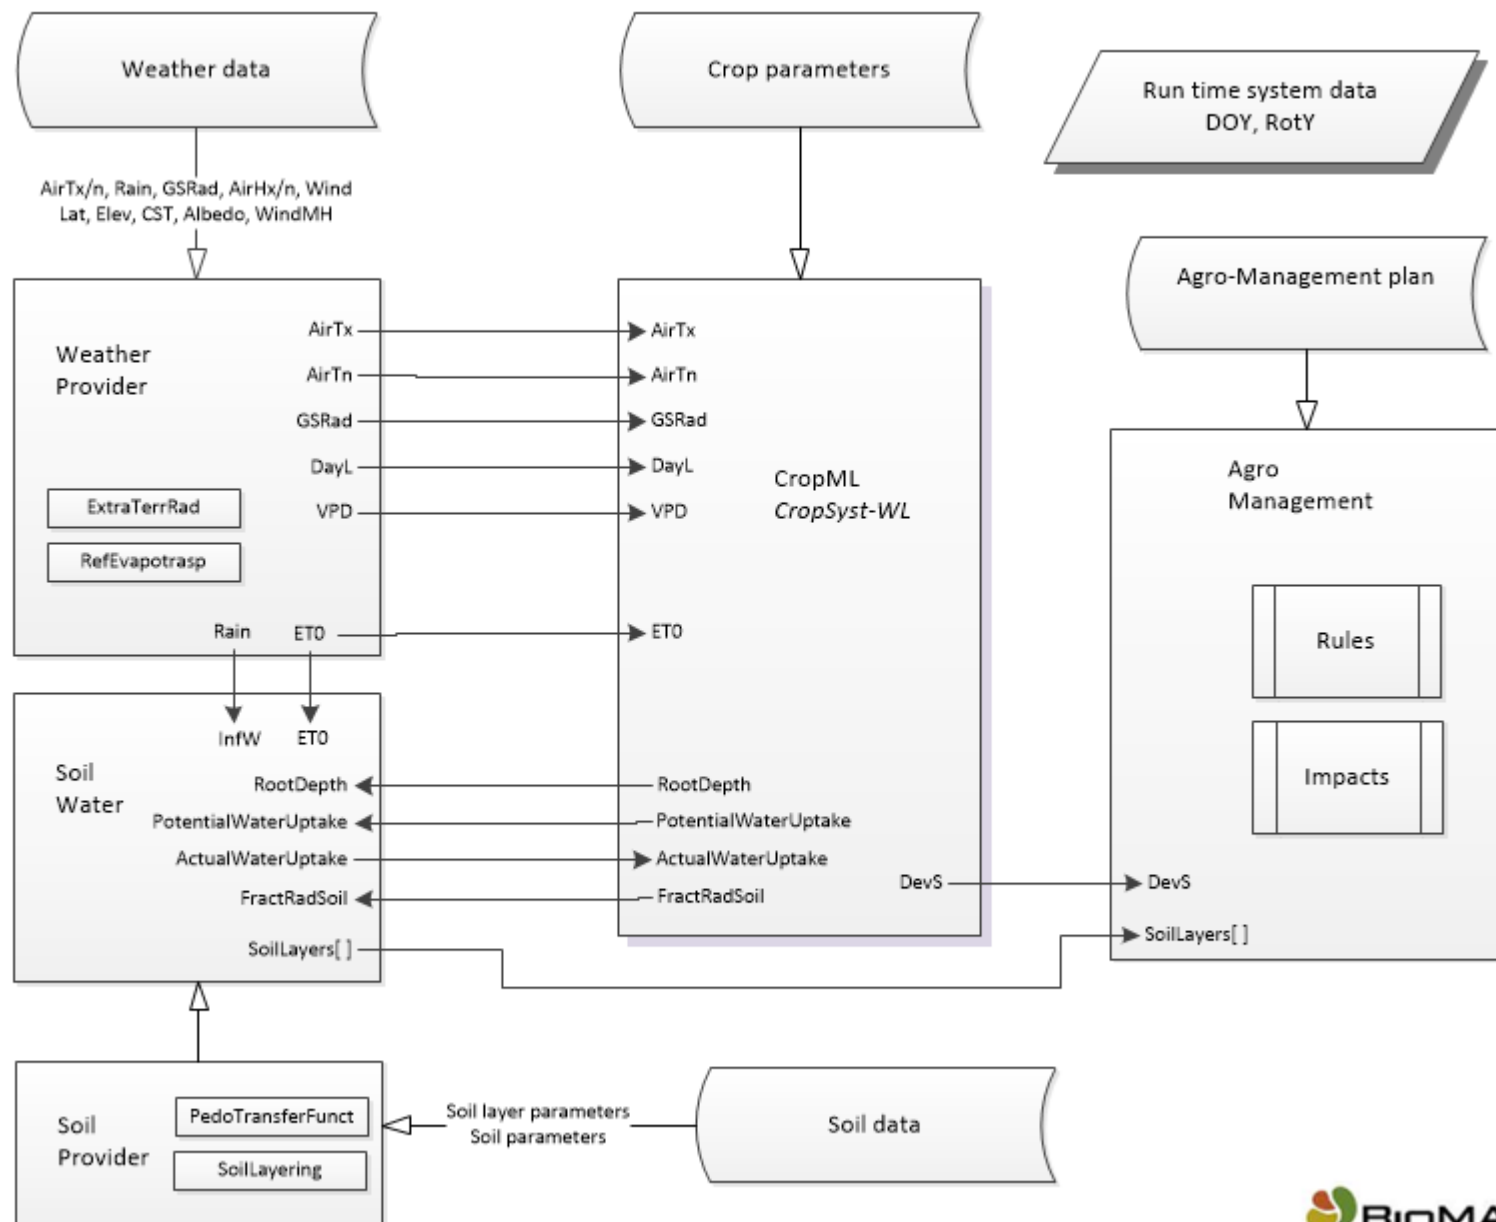 Weather data
Crop parameters
Run time system data
DOY, RotY
AirTx/n, Rain, GSRad, AirHx/n, Wind
Lat, Elev, CST, Albedo, WindMH
Agro-Management plan
Weather
Provider
AirTx
AirTn
GSRad
DayL
VPD
ExtraTerrRad
RefEvapotrasp
Rain
ET0
AirTx
AirTn
GSRad
DayL
VPD
CropML
CropSyst-WL
ET0
Agro
Management
Rules
Impacts
InfW
ET0
Soil
Water
RootDepth
PotentialWaterUptake
ActualWaterUptake
FractRadSoil
SoilLayers[ ]
RootDepth
PotentialWaterUptake
ActualWaterUptake
FractRadSoil
DevS
DevS
SoilLayers[ ]
Soil
Provider
PedoTransferFunct
SoilLayering
Soil layer parameters
Soil parameters
Soil data